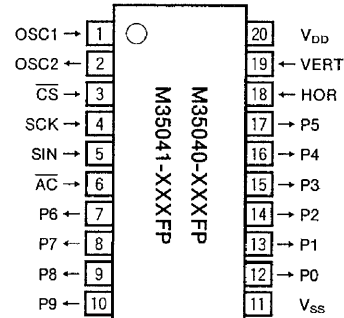 OSC1 → 1
OSC2 ← 2
C̅S̅ → 3
SCK → 4
SIN → 5
A̅C̅ → 6
P6 ← 7
P7 ← 8
P8 ← 9
P9 ← 10
M35041-XXXFP
M35040-XXXFP
20 VDD
19 ← VERT
18 ← HOR
17 → P5
16 → P4
15 → P3
14 → P2
13 → P1
12 → P0
11 VSS